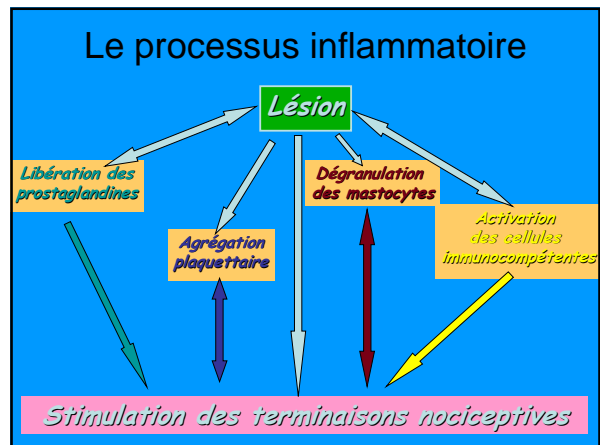 Le processus inflammatoire
Lésion
Libération des
prostaglandines
Dégranulation
des mastocytes
Agrégation
plaquettaire
Activation
des cellules
immunocompétentes
Stimulation des terminaisons nociceptives